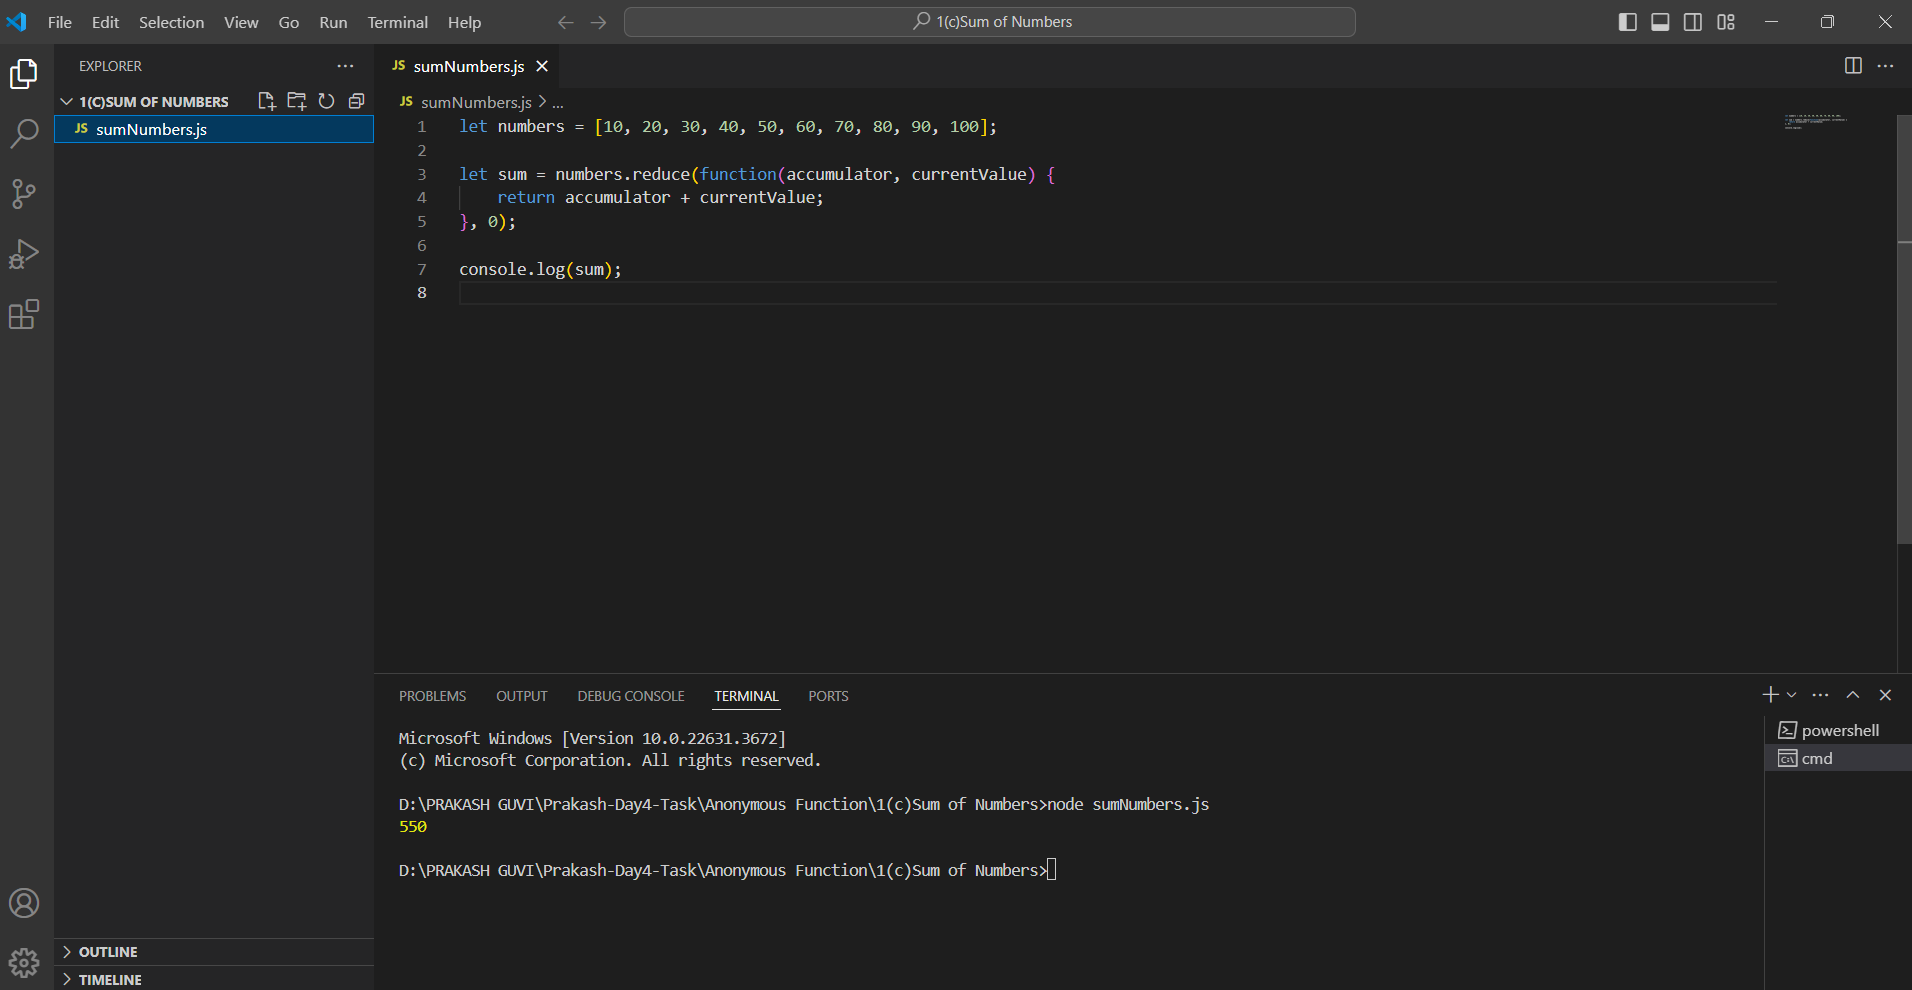 File Edit Selection View Go Run Terminal Help
1(c)Sum of Numbers
EXPLORER
1(C)SUM OF NUMBERS
JS sumNumbers.js
JS sumNumbers.js
JS sumNumbers.js > ...
1 let numbers = [10, 20, 30, 40, 50, 60, 70, 80, 90, 100];
2
3 let sum = numbers.reduce(function(accumulator, currentValue) {
4     return accumulator + currentValue;
5 }, 0);
6
7 console.log(sum);
8
PROBLEMS OUTPUT DEBUG CONSOLE TERMINAL PORTS
Microsoft Windows [Version 10.0.22631.3672]
(c) Microsoft Corporation. All rights reserved.
D:\PRAKASH GUVI\Prakash-Day4-Task\Anonymous Function\1(c)Sum of Numbers>node sumNumbers.js
550
D:\PRAKASH GUVI\Prakash-Day4-Task\Anonymous Function\1(c)Sum of Numbers>
powershell
cmd
OUTLINE
TIMELINE